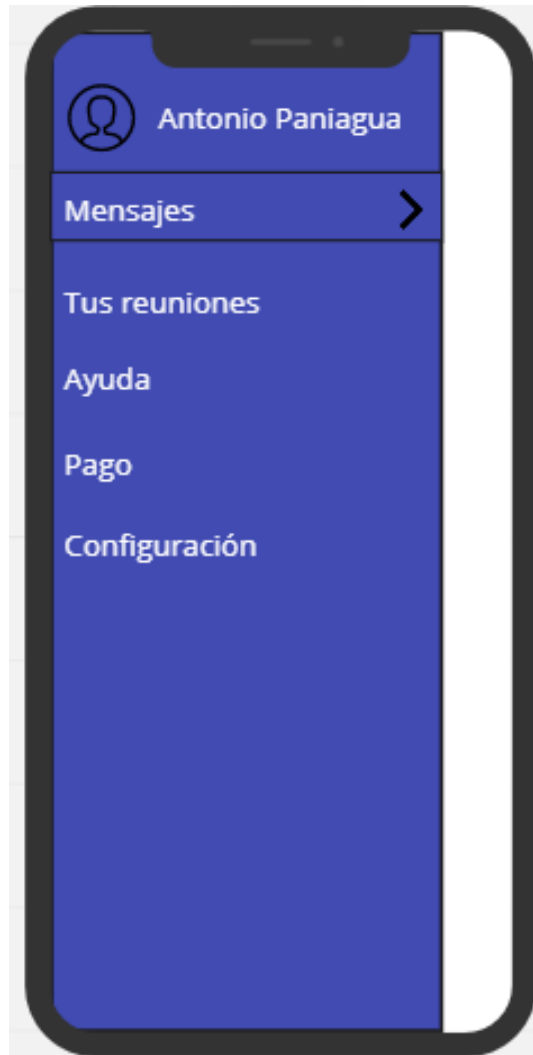 Antonio Paniagua
Mensajes
Tus reuniones
Ayuda
Pago
Configuración